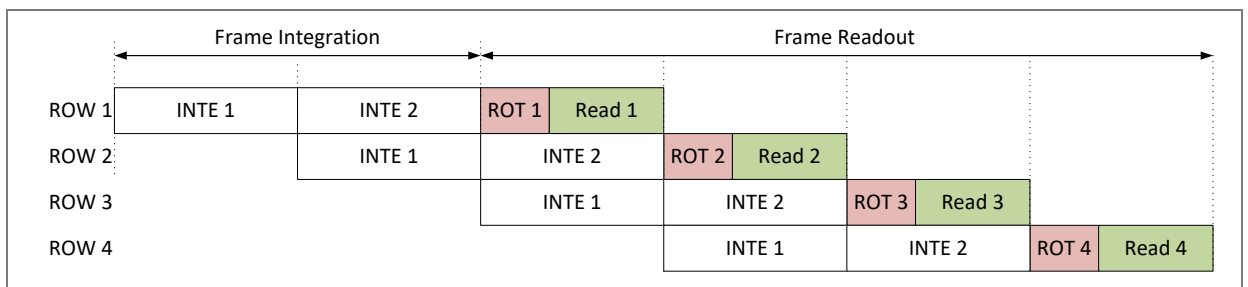 Frame Integration Frame Readout
ROW 1 INTE 1 INTE 2 ROT 1 Read 1
ROW 2 INTE 1 INTE 2 ROT 2 Read 2
ROW 3 INTE 1 INTE 2 ROT 3 Read 3
ROW 4 INTE 1 INTE 2 ROT 4 Read 4